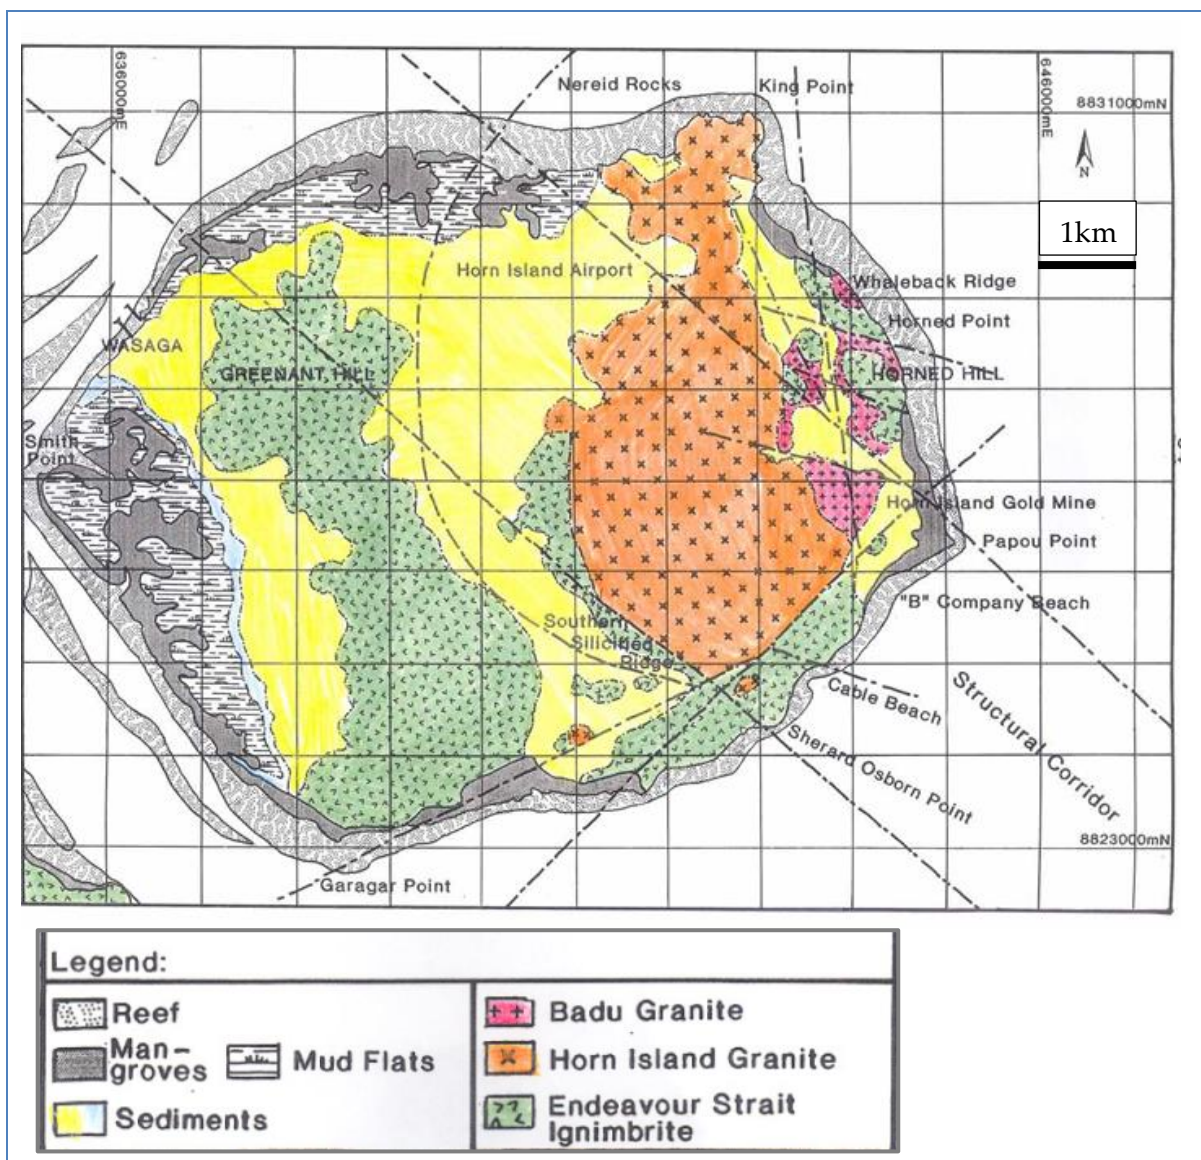 636000mE
646000mE
8831000mN
Nereid Rocks
King Point
N
1km
Horn Island Airport
Whaleback Ridge
Horned Point
WASAGA
GREENANT HILL
HORNED HILL
Smith
Point
Horn Island Gold Mine
Papou Point
"B" Company Beach
Southern
Silicified
Ridge
Cable Beach
Structural Corridor
Sherard Osborn Point
8823000mN
Garagar Point
Legend:
Reef
Man-
groves
Mud Flats
Sediments
Badu Granite
Horn Island Granite
Endeavour Strait
Ignimbrite